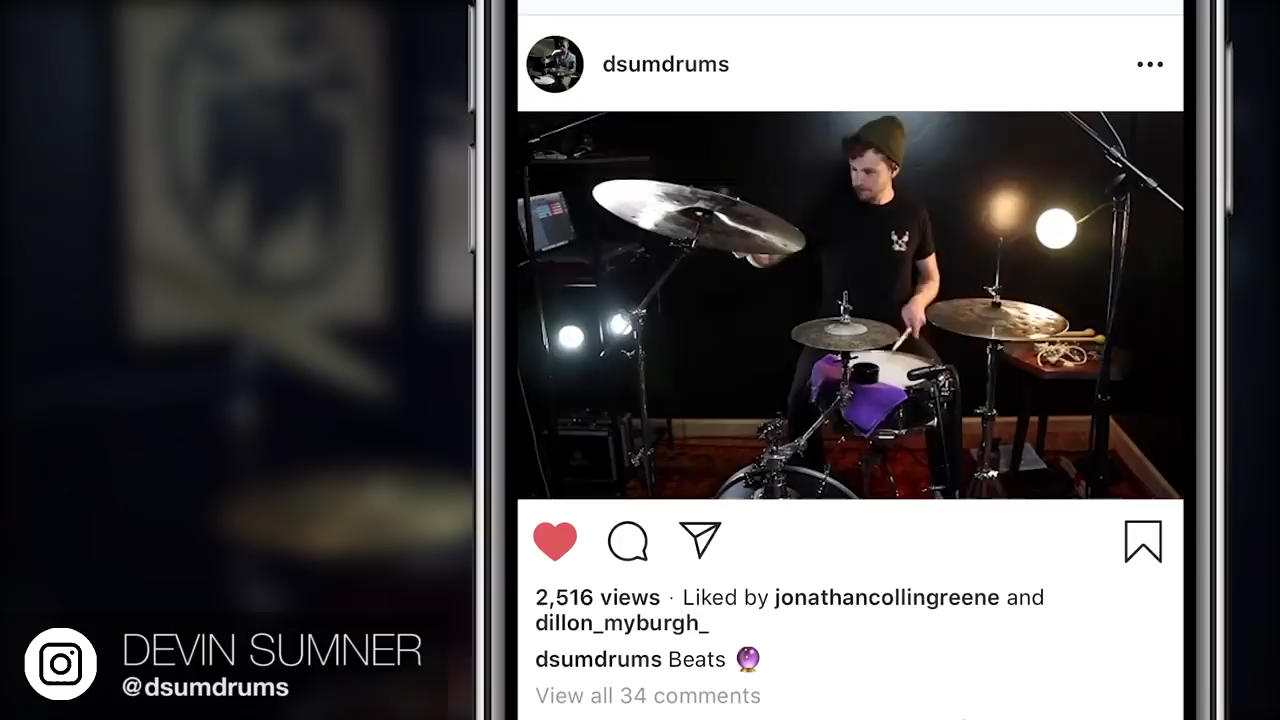 dsumdrums
2,516 views · Liked by jonathancollingreene and
dillon_myburgh_
dsumdrums Beats 🔮
View all 34 comments
DEVIN SUMNER
@dsumdrums